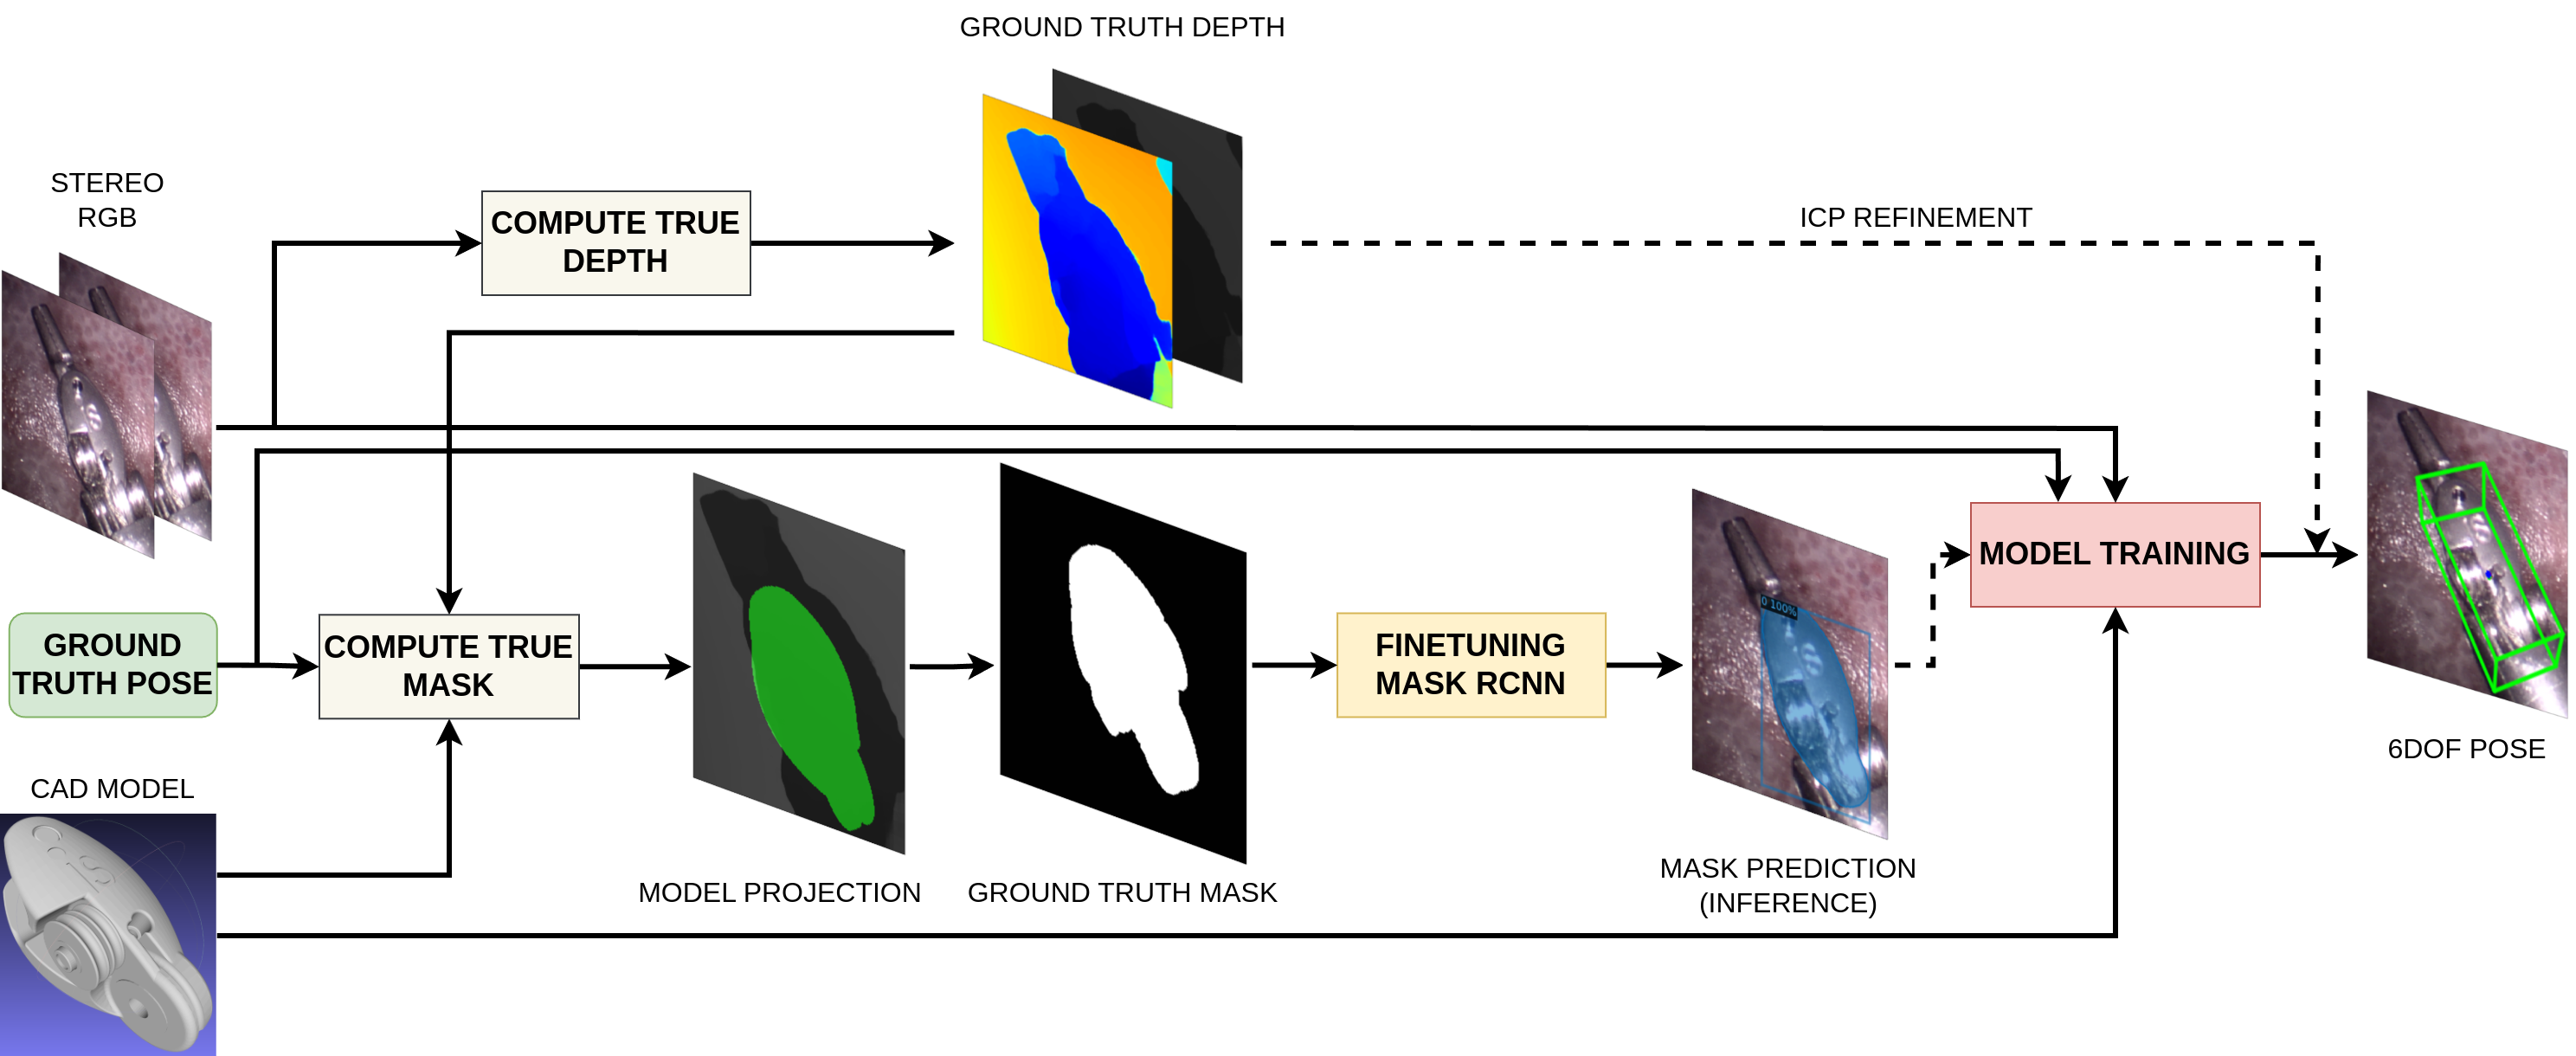 GROUND TRUTH DEPTH
STEREO
RGB
COMPUTE TRUE
DEPTH
ICP REFINEMENT
GROUND
TRUTH POSE
COMPUTE TRUE
MASK
FINETUNING
MASK RCNN
0 100%
MODEL TRAINING
6DOF POSE
CAD MODEL
MODEL PROJECTION
GROUND TRUTH MASK
MASK PREDICTION
(INFERENCE)